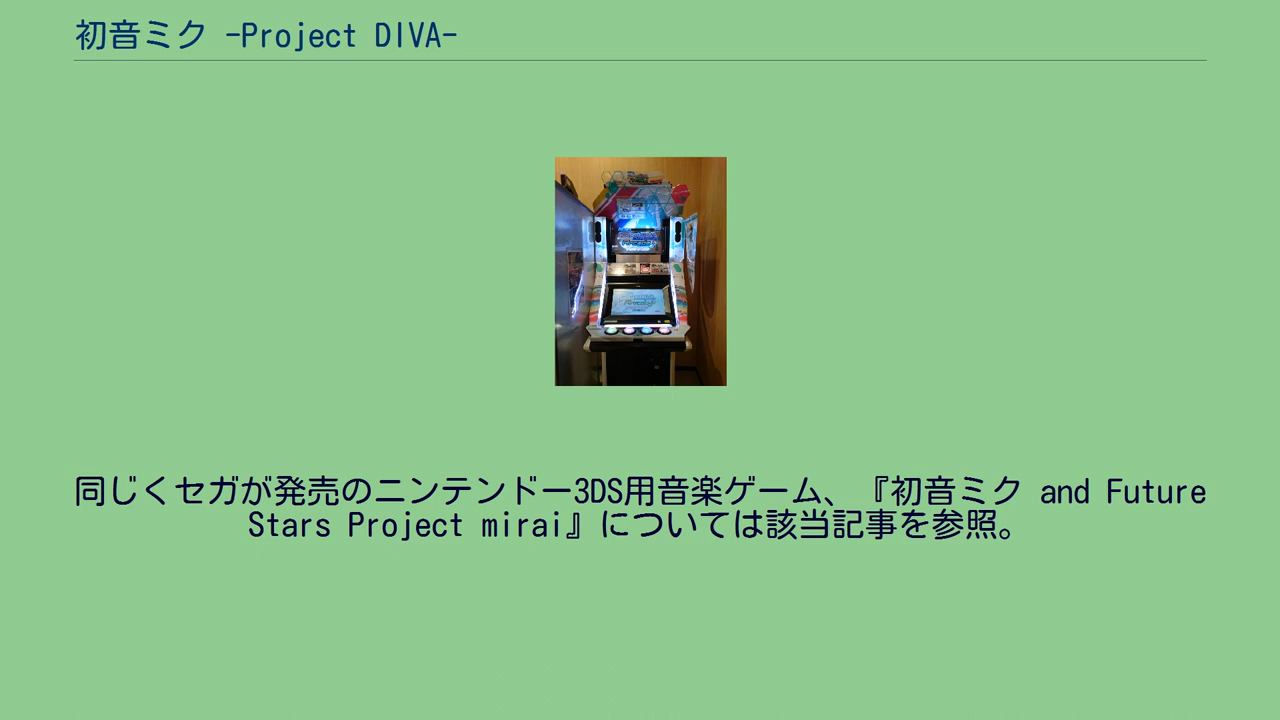 初音ミク -Project DIVA-
同じくセガが発売のニンテンドー3DS用音楽ゲーム、『初音ミク and Future
Stars Project mirai』については該当記事を参照。